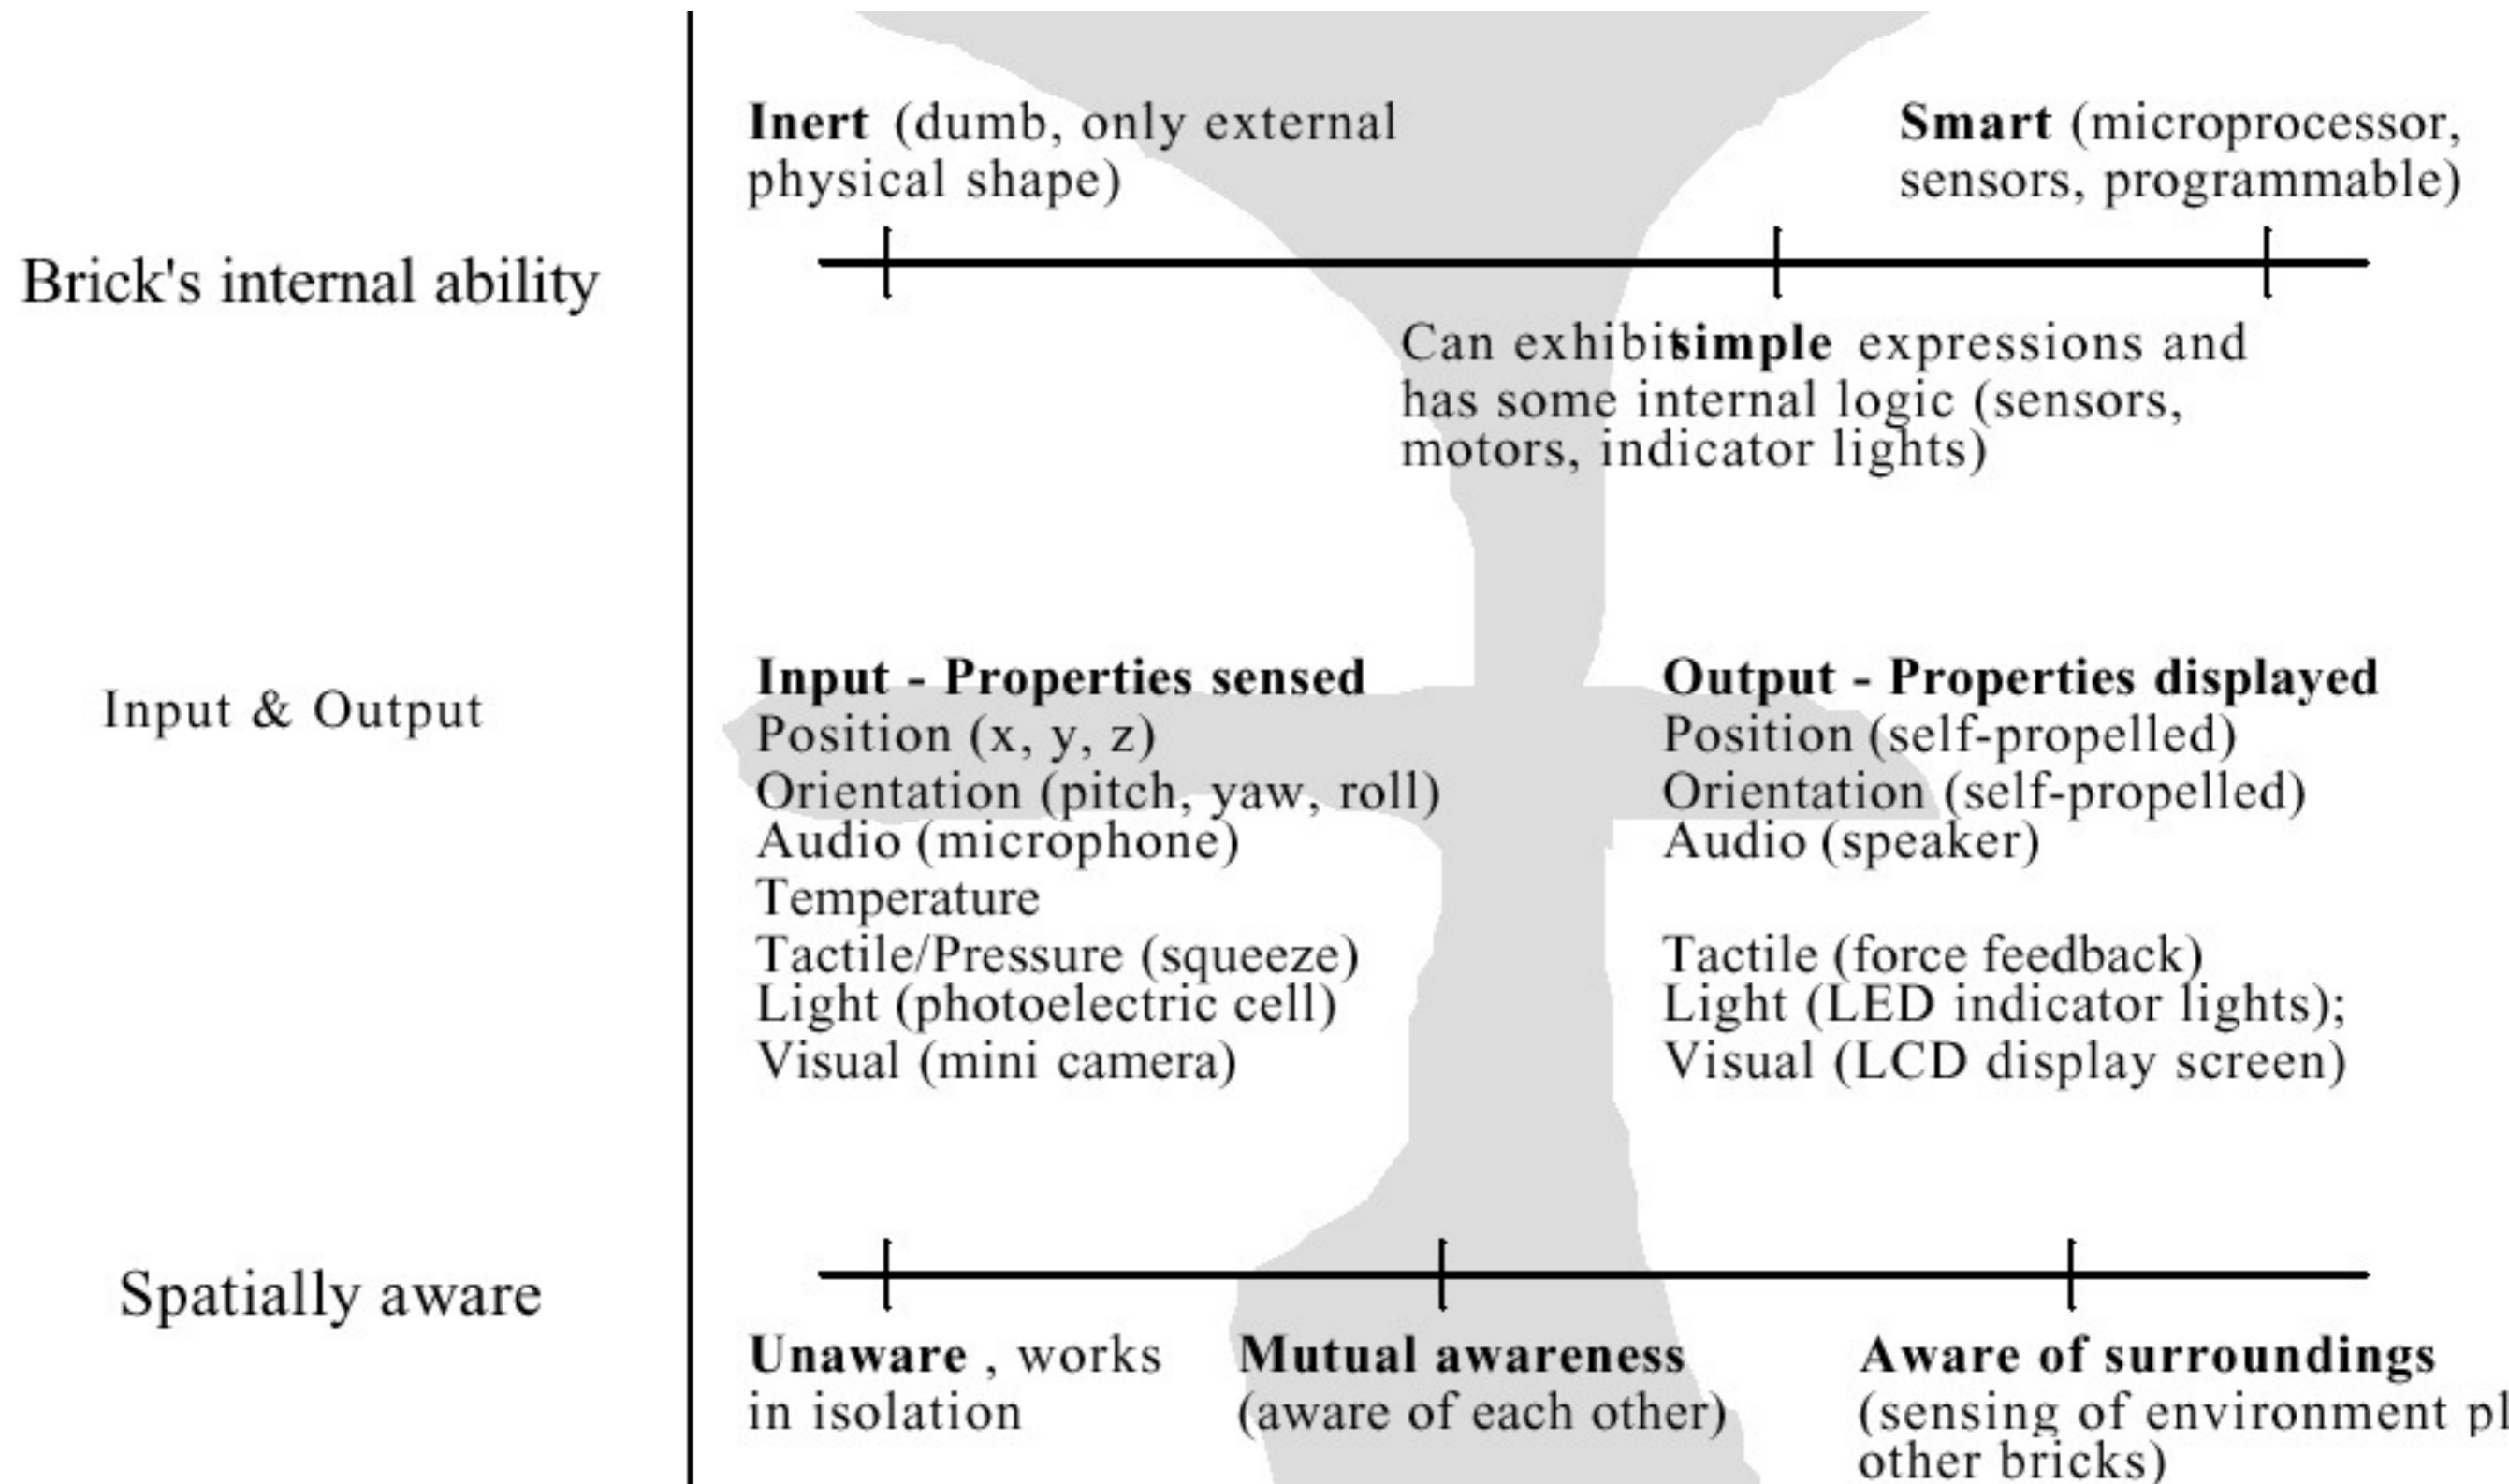 Inert (dumb, only external
physical shape)
Smart (microprocessor,
sensors, programmable)
Brick's internal ability
Can exhibit simple expressions and
has some internal logic (sensors,
motors, indicator lights)
Input & Output
Input - Properties sensed
Position (x, y, z)
Orientation (pitch, yaw, roll)
Audio (microphone)
Temperature
Tactile/Pressure (squeeze)
Light (photoelectric cell)
Visual (mini camera)
Output - Properties displayed
Position (self-propelled)
Orientation (self-propelled)
Audio (speaker)
Tactile (force feedback)
Light (LED indicator lights);
Visual (LCD display screen)
Spatially aware
Unaware , works
in isolation
Mutual awareness
(aware of each other)
Aware of surroundings
(sensing of environment
other bricks)